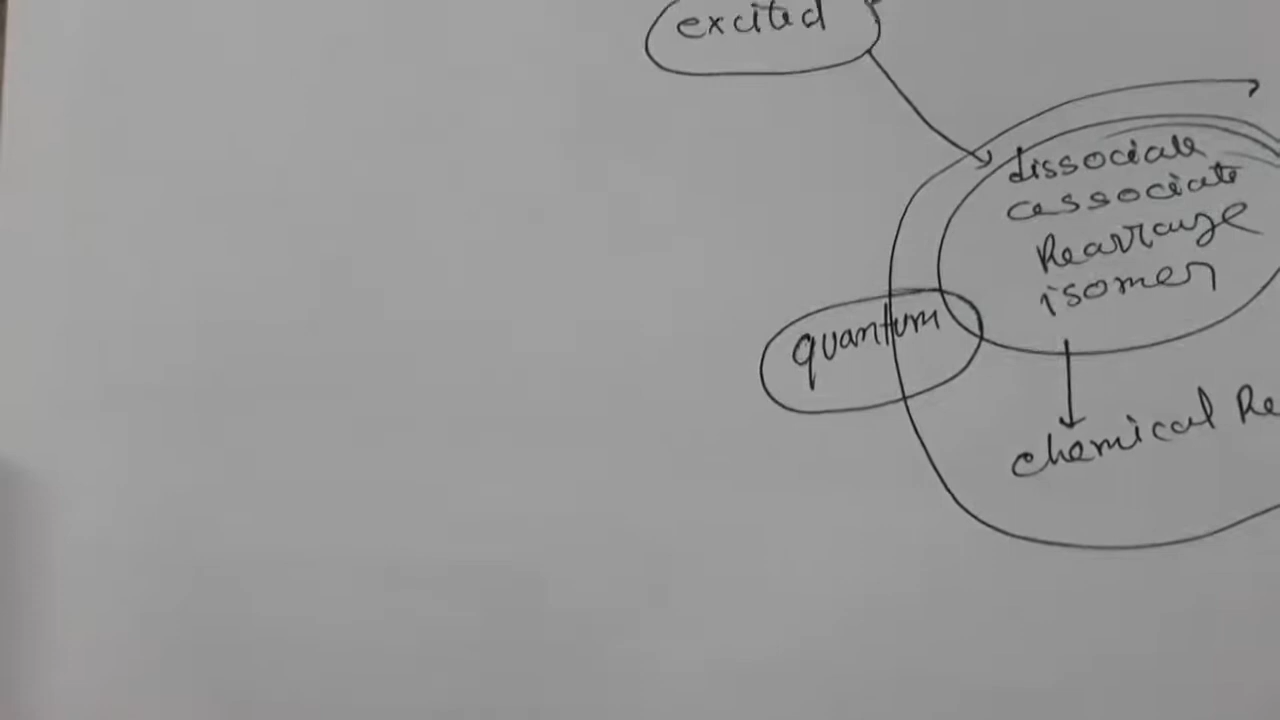 excited
dissociate
associate
Rearrange
isomer
quantum
chemical Re